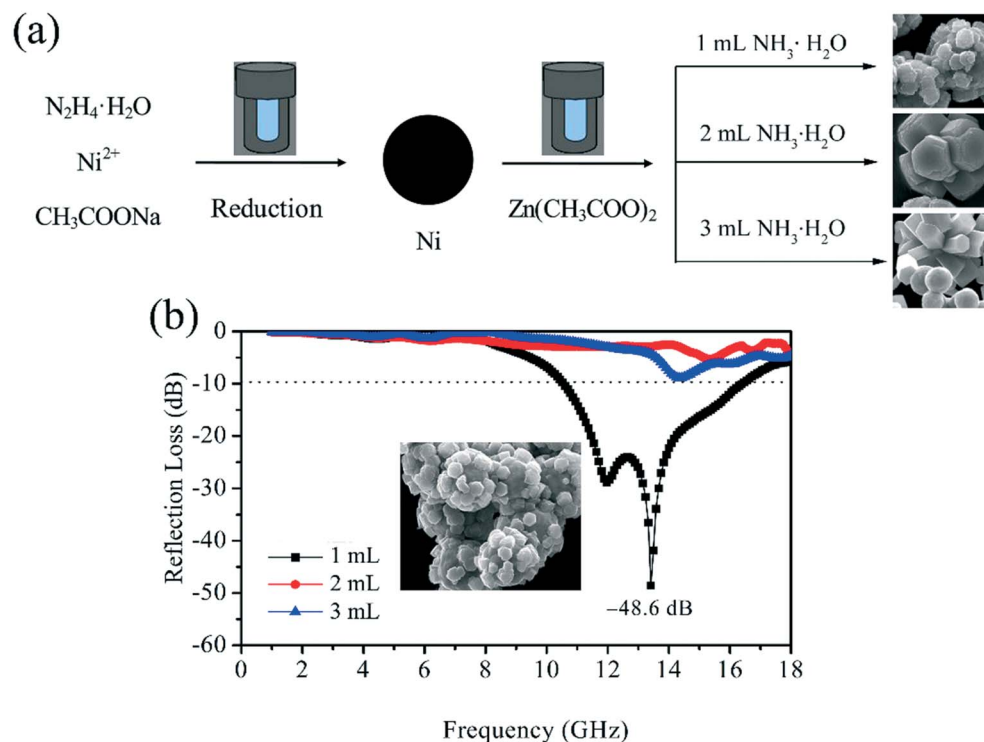 (a)
N₂H₄·H₂O
Ni²⁺
CH₃COONa
Reduction
Ni
Zn(CH₃COO)₂
1 mL NH₃· H₂O
2 mL NH₃·H₂O
3 mL NH₃·H₂O
(b)
Reflection Loss (dB)
0
-10
-20
-30
-40
-50
-60
1 mL
2 mL
3 mL
−48.6 dB
0 2 4 6 8 10 12 14 16 18
Frequency (GHz)